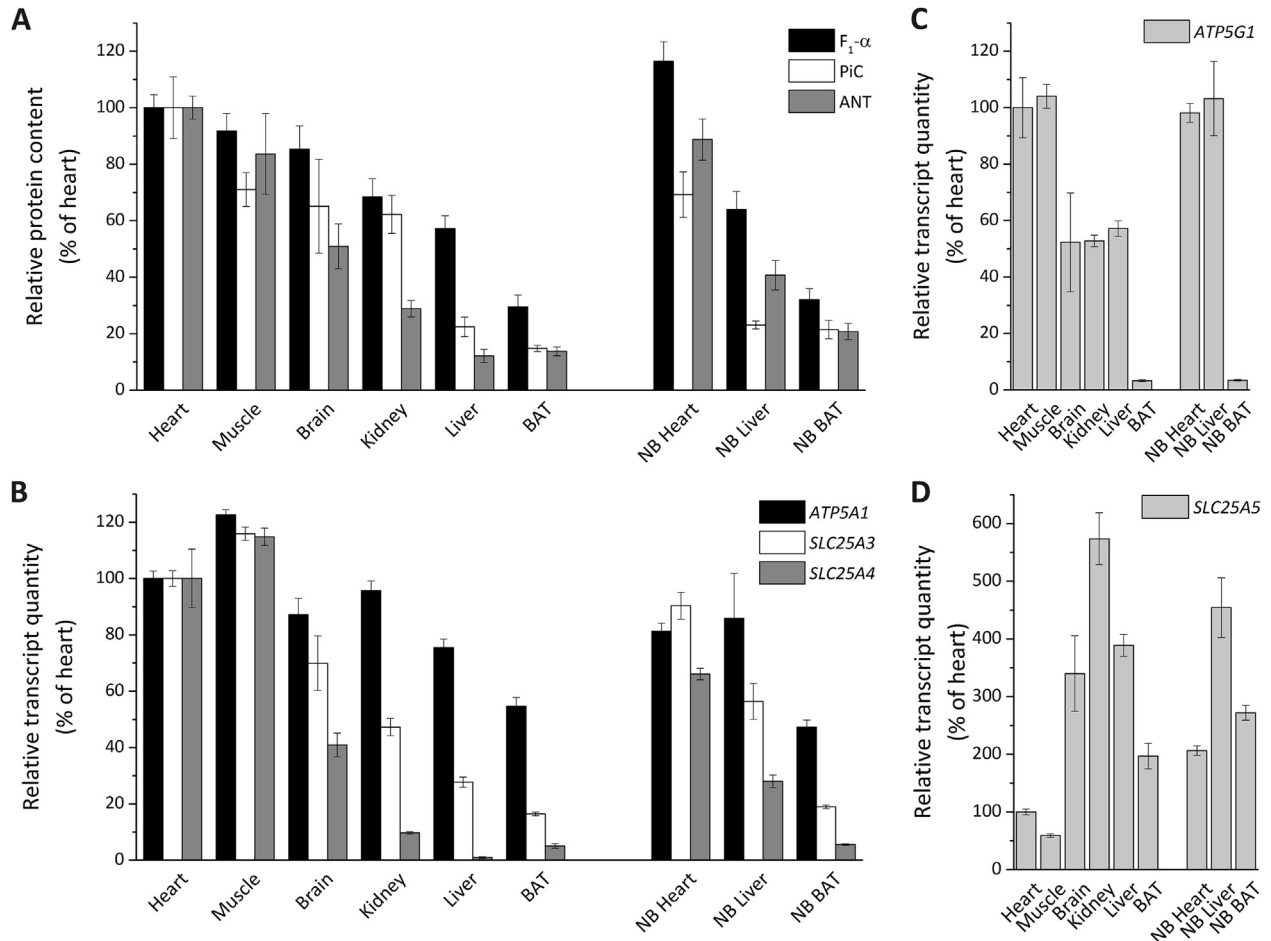 A
Relative protein content
(% of heart)
120
100
80
60
40
20
0
F1-α
PiC
ANT
Heart
Muscle
Brain
Kidney
Liver
BAT
NB Heart
NB Liver
NB BAT
C
Relative transcript quantity
(% of heart)
120
100
80
60
40
20
0
ATP5G1
Heart
Muscle
Brain
Kidney
Liver
BAT
NB Heart
NB Liver
NB BAT
B
Relative transcript quantity
(% of heart)
120
100
80
60
40
20
0
ATP5A1
SLC25A3
SLC25A4
Heart
Muscle
Brain
Kidney
Liver
BAT
NB Heart
NB Liver
NB BAT
D
Relative transcript quantity
(% of heart)
600
500
400
300
200
100
0
SLC25A5
Heart
Muscle
Brain
Kidney
Liver
BAT
NB Heart
NB Liver
NB BAT